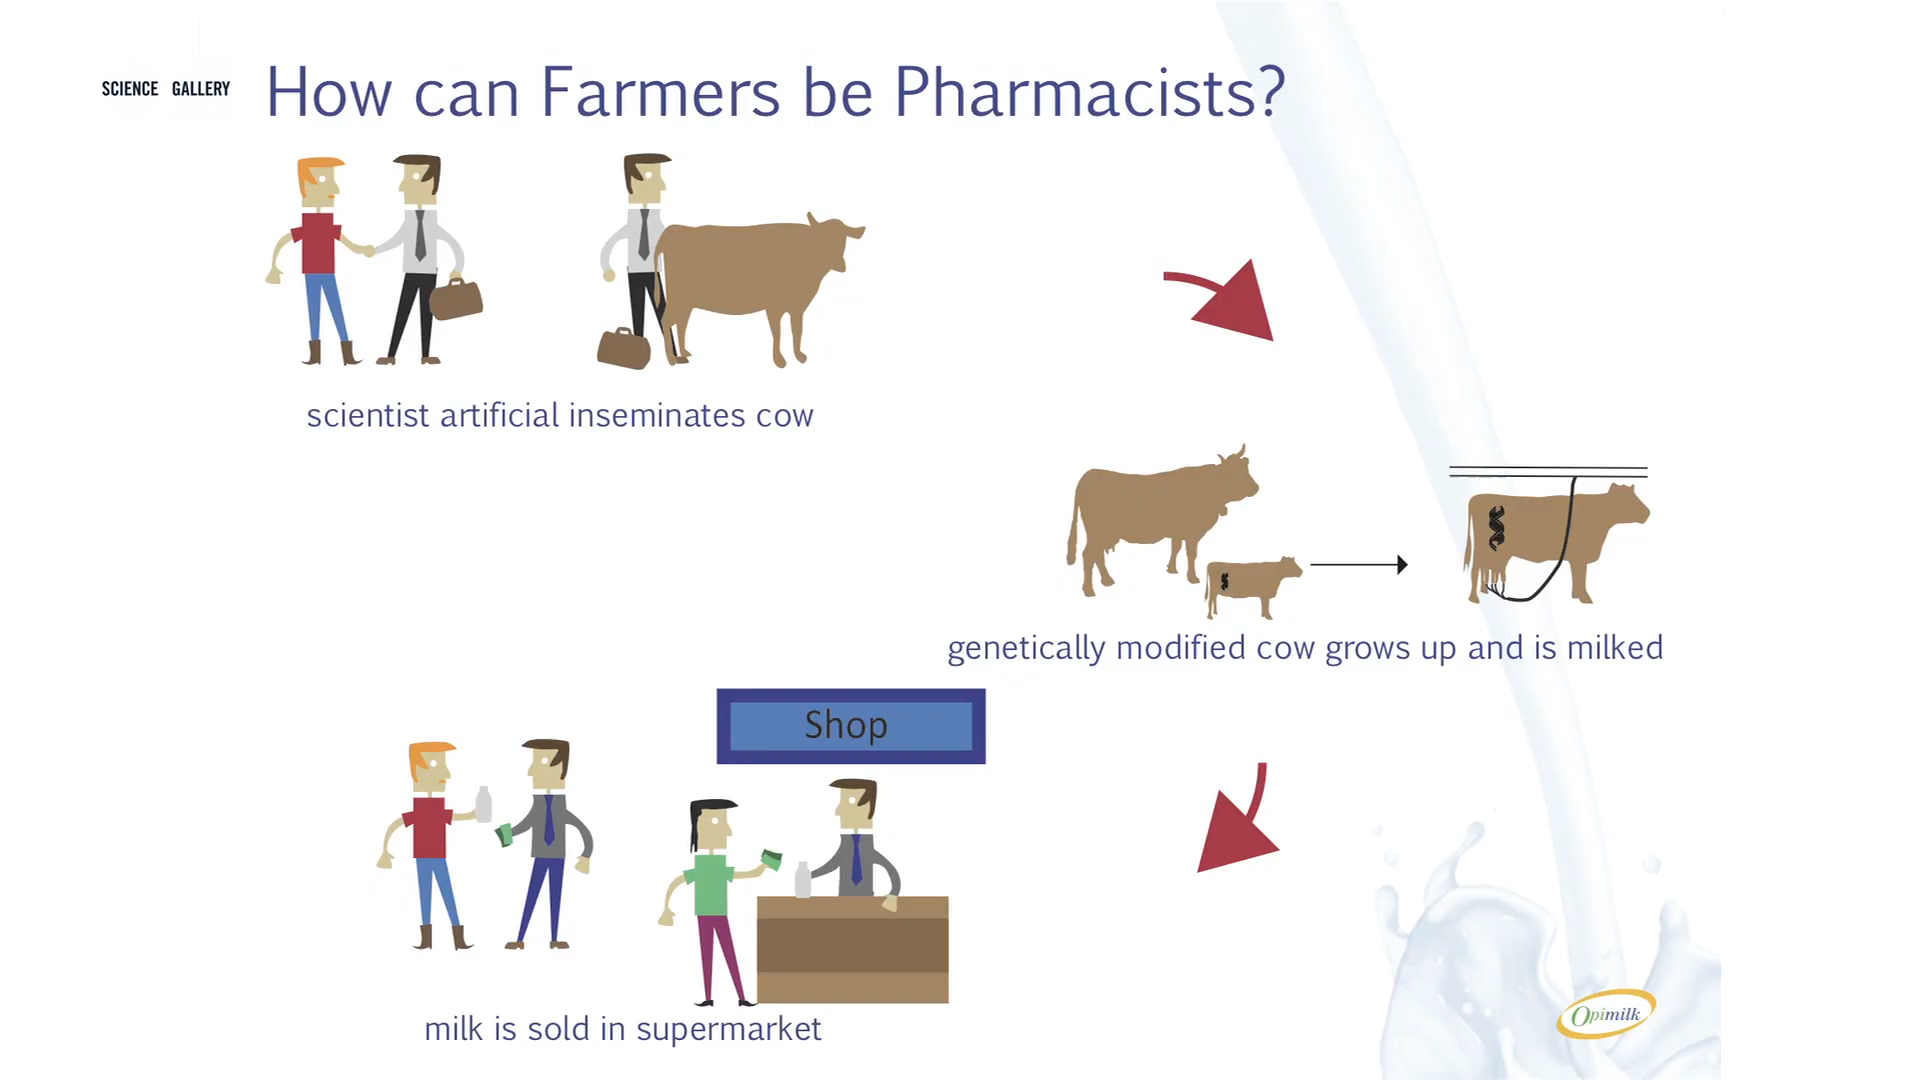 SCIENCE GALLERY
How can Farmers be Pharmacists?
scientist artificial inseminates cow
genetically modified cow grows up and is milked
Shop
milk is sold in supermarket
Opimilk